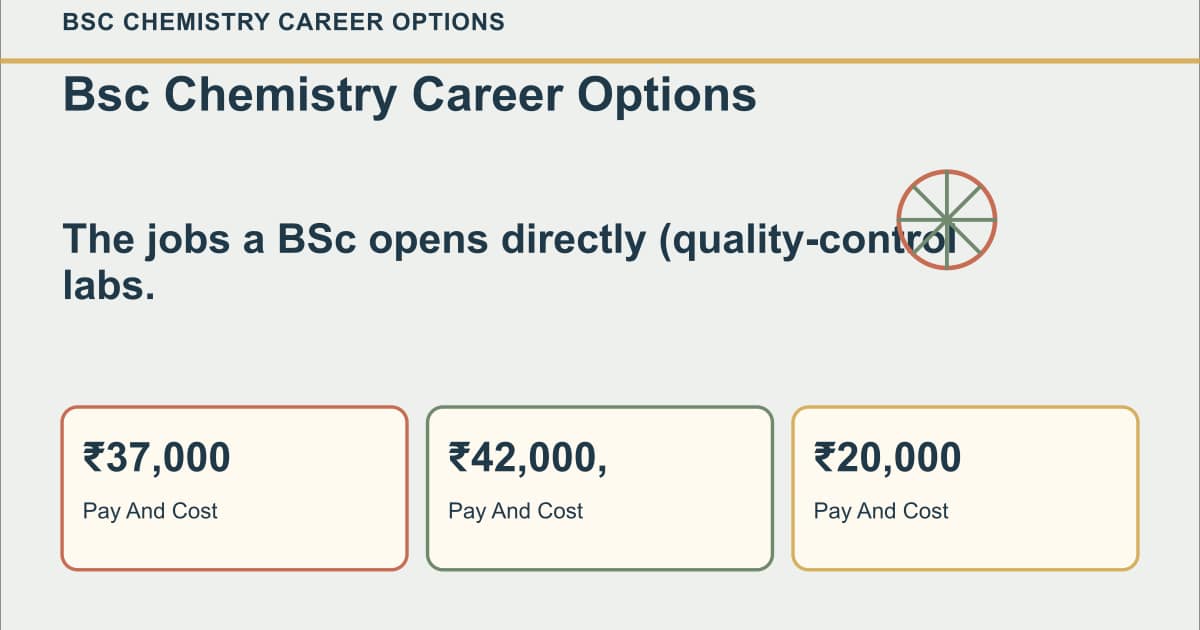 BSC CHEMISTRY CAREER OPTIONS
Bsc Chemistry Career Options
The jobs a BSc opens directly (quality-control
labs.
₹37,000
Pay And Cost
₹42,000,
Pay And Cost
₹20,000
Pay And Cost